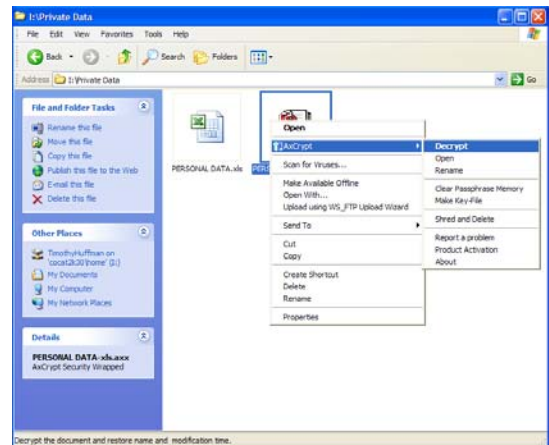 I:\Private Data
File Edit View Favorites Tools Help
Back Search Folders
Address I:\Private Data Go
File and Folder Tasks
Rename this file
Move this file
Copy this file
Publish this file to the Web
E-mail this file
Delete this file
Other Places
TimothyHuffman on
My Documents
My Computer
My Network Places
Details
PERSONAL DATA-xls.axx
AxCrypt Security Wrapped
PERSONAL DATA.xls
Open
AxCrypt
Scan for Viruses...
Make Available Offline
Open With...
Upload using WS_FTP Upload Wizard
Send To
Cut
Copy
Create Shortcut
Delete
Rename
Properties
Decrypt
Open
Rename
Clear Passphrase Memory
Make Key-File
Shred and Delete
Report a problem
Product Activation
About
Decrypt the document and restore name and modification time.